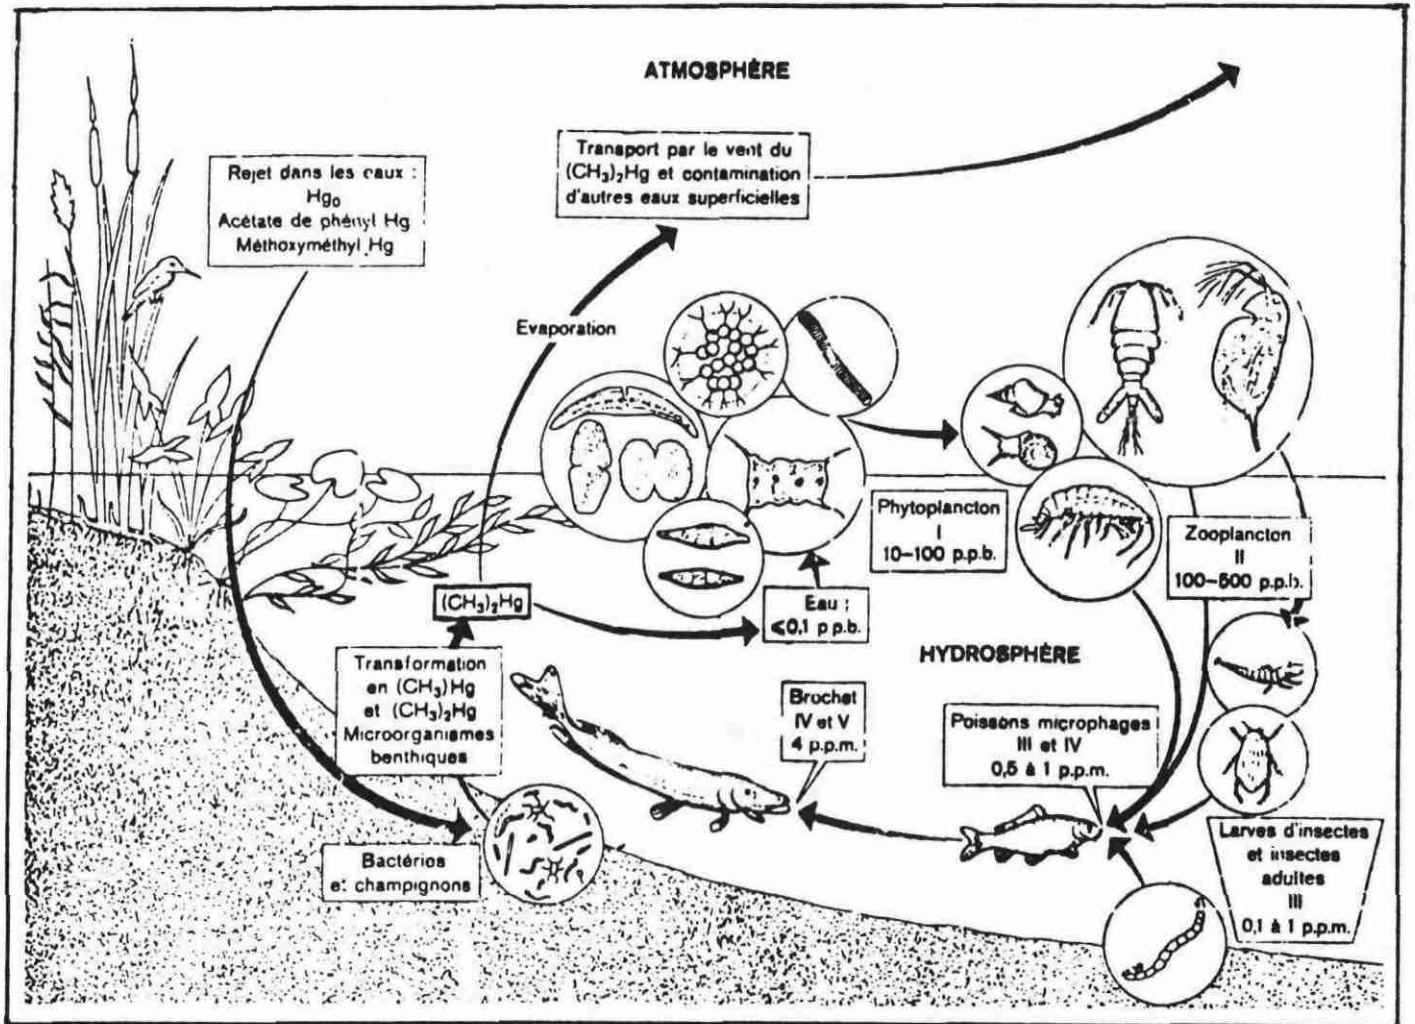 ATMOSPHÈRE
Rejet dans les eaux :
Hg₀
Acétate de phényl Hg
Méthoxyméthyl Hg
Transport par le vent du
(CH₃)₂Hg et contamination
d'autres eaux superficielles
Evaporation
Phytoplancton
I
10-100 p.p.b.
Zooplancton
II
100-500 p.p.b.
(CH₃)₂Hg
Eau :
≤0,1 p p.b.
HYDROSPHÈRE
Transformation
en (CH₃)Hg
et (CH₃)₂Hg
Microorganismes
benthiques
Brochet
IV et V
4 p.p.m.
Poissons microphages
III et IV
0,5 à 1 p.p.m.
Bactéries
et champignons
Larves d'insectes
et insectes
adultes
III
0,1 à 1 p.p.m.